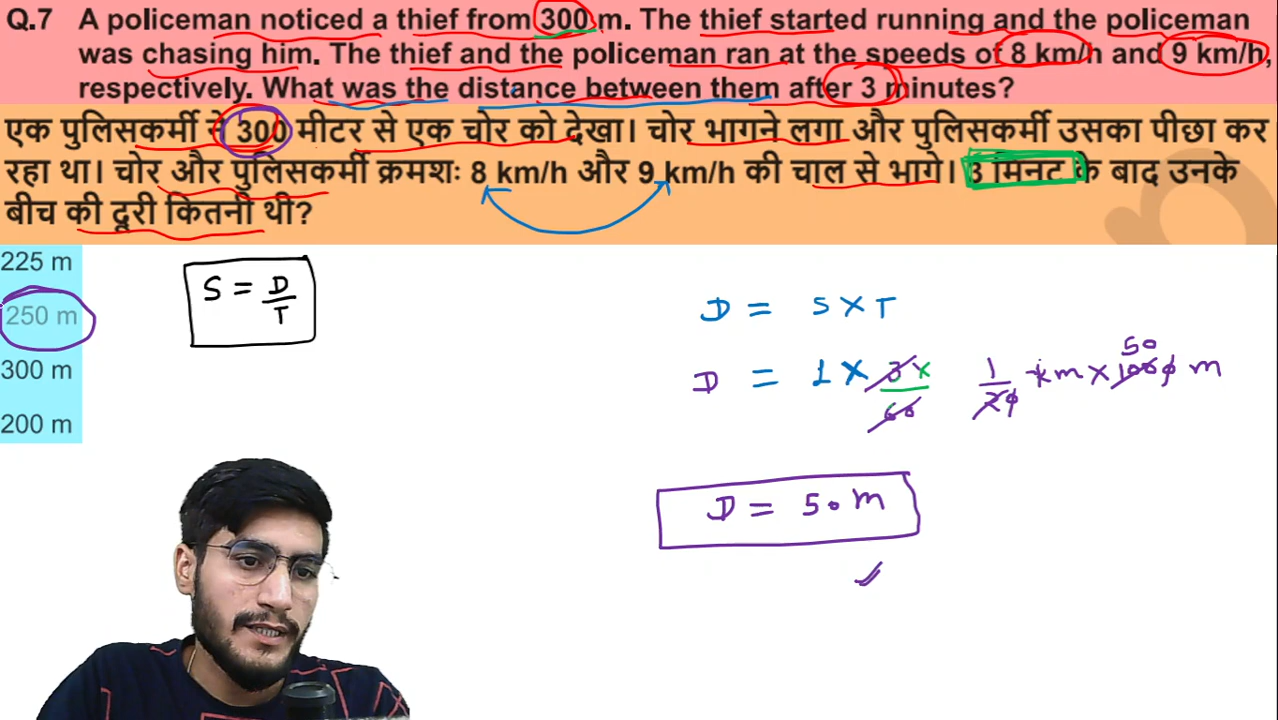 Q.7 A policeman noticed a thief from 300 m. The thief started running and the policeman
was chasing him. The thief and the policeman ran at the speeds of 8 km/h and 9 km/h,
respectively. What was the distance between them after 3 minutes?
एक पुलिसकर्मी ने 300 मीटर से एक चोर को देखा। चोर भागने लगा और पुलिसकर्मी उसका पीछा कर
रहा था। चोर और पुलिसकर्मी क्रमशः 8 km/h और 9 km/h की चाल से भागे। 3 मिनट के बाद उनके
बीच की दूरी कितनी थी?
225 m
250 m
300 m
200 m
S = D/T
D = S × T
D = 1 × 3×/60 1/20 km × 1000 m
50
D = 50 m